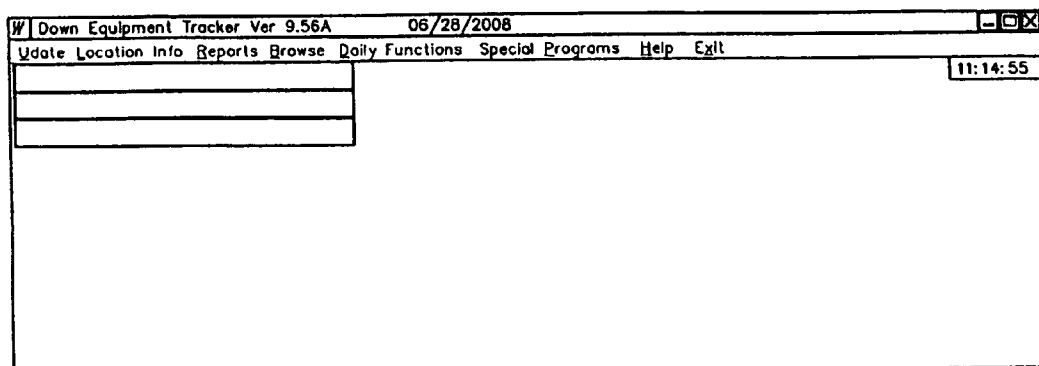 W Down Equipment Tracker Ver 9.56A 06/28/2008
Udate Location Info Reports Browse Daily Functions Special Programs Help Exit
11:14:55